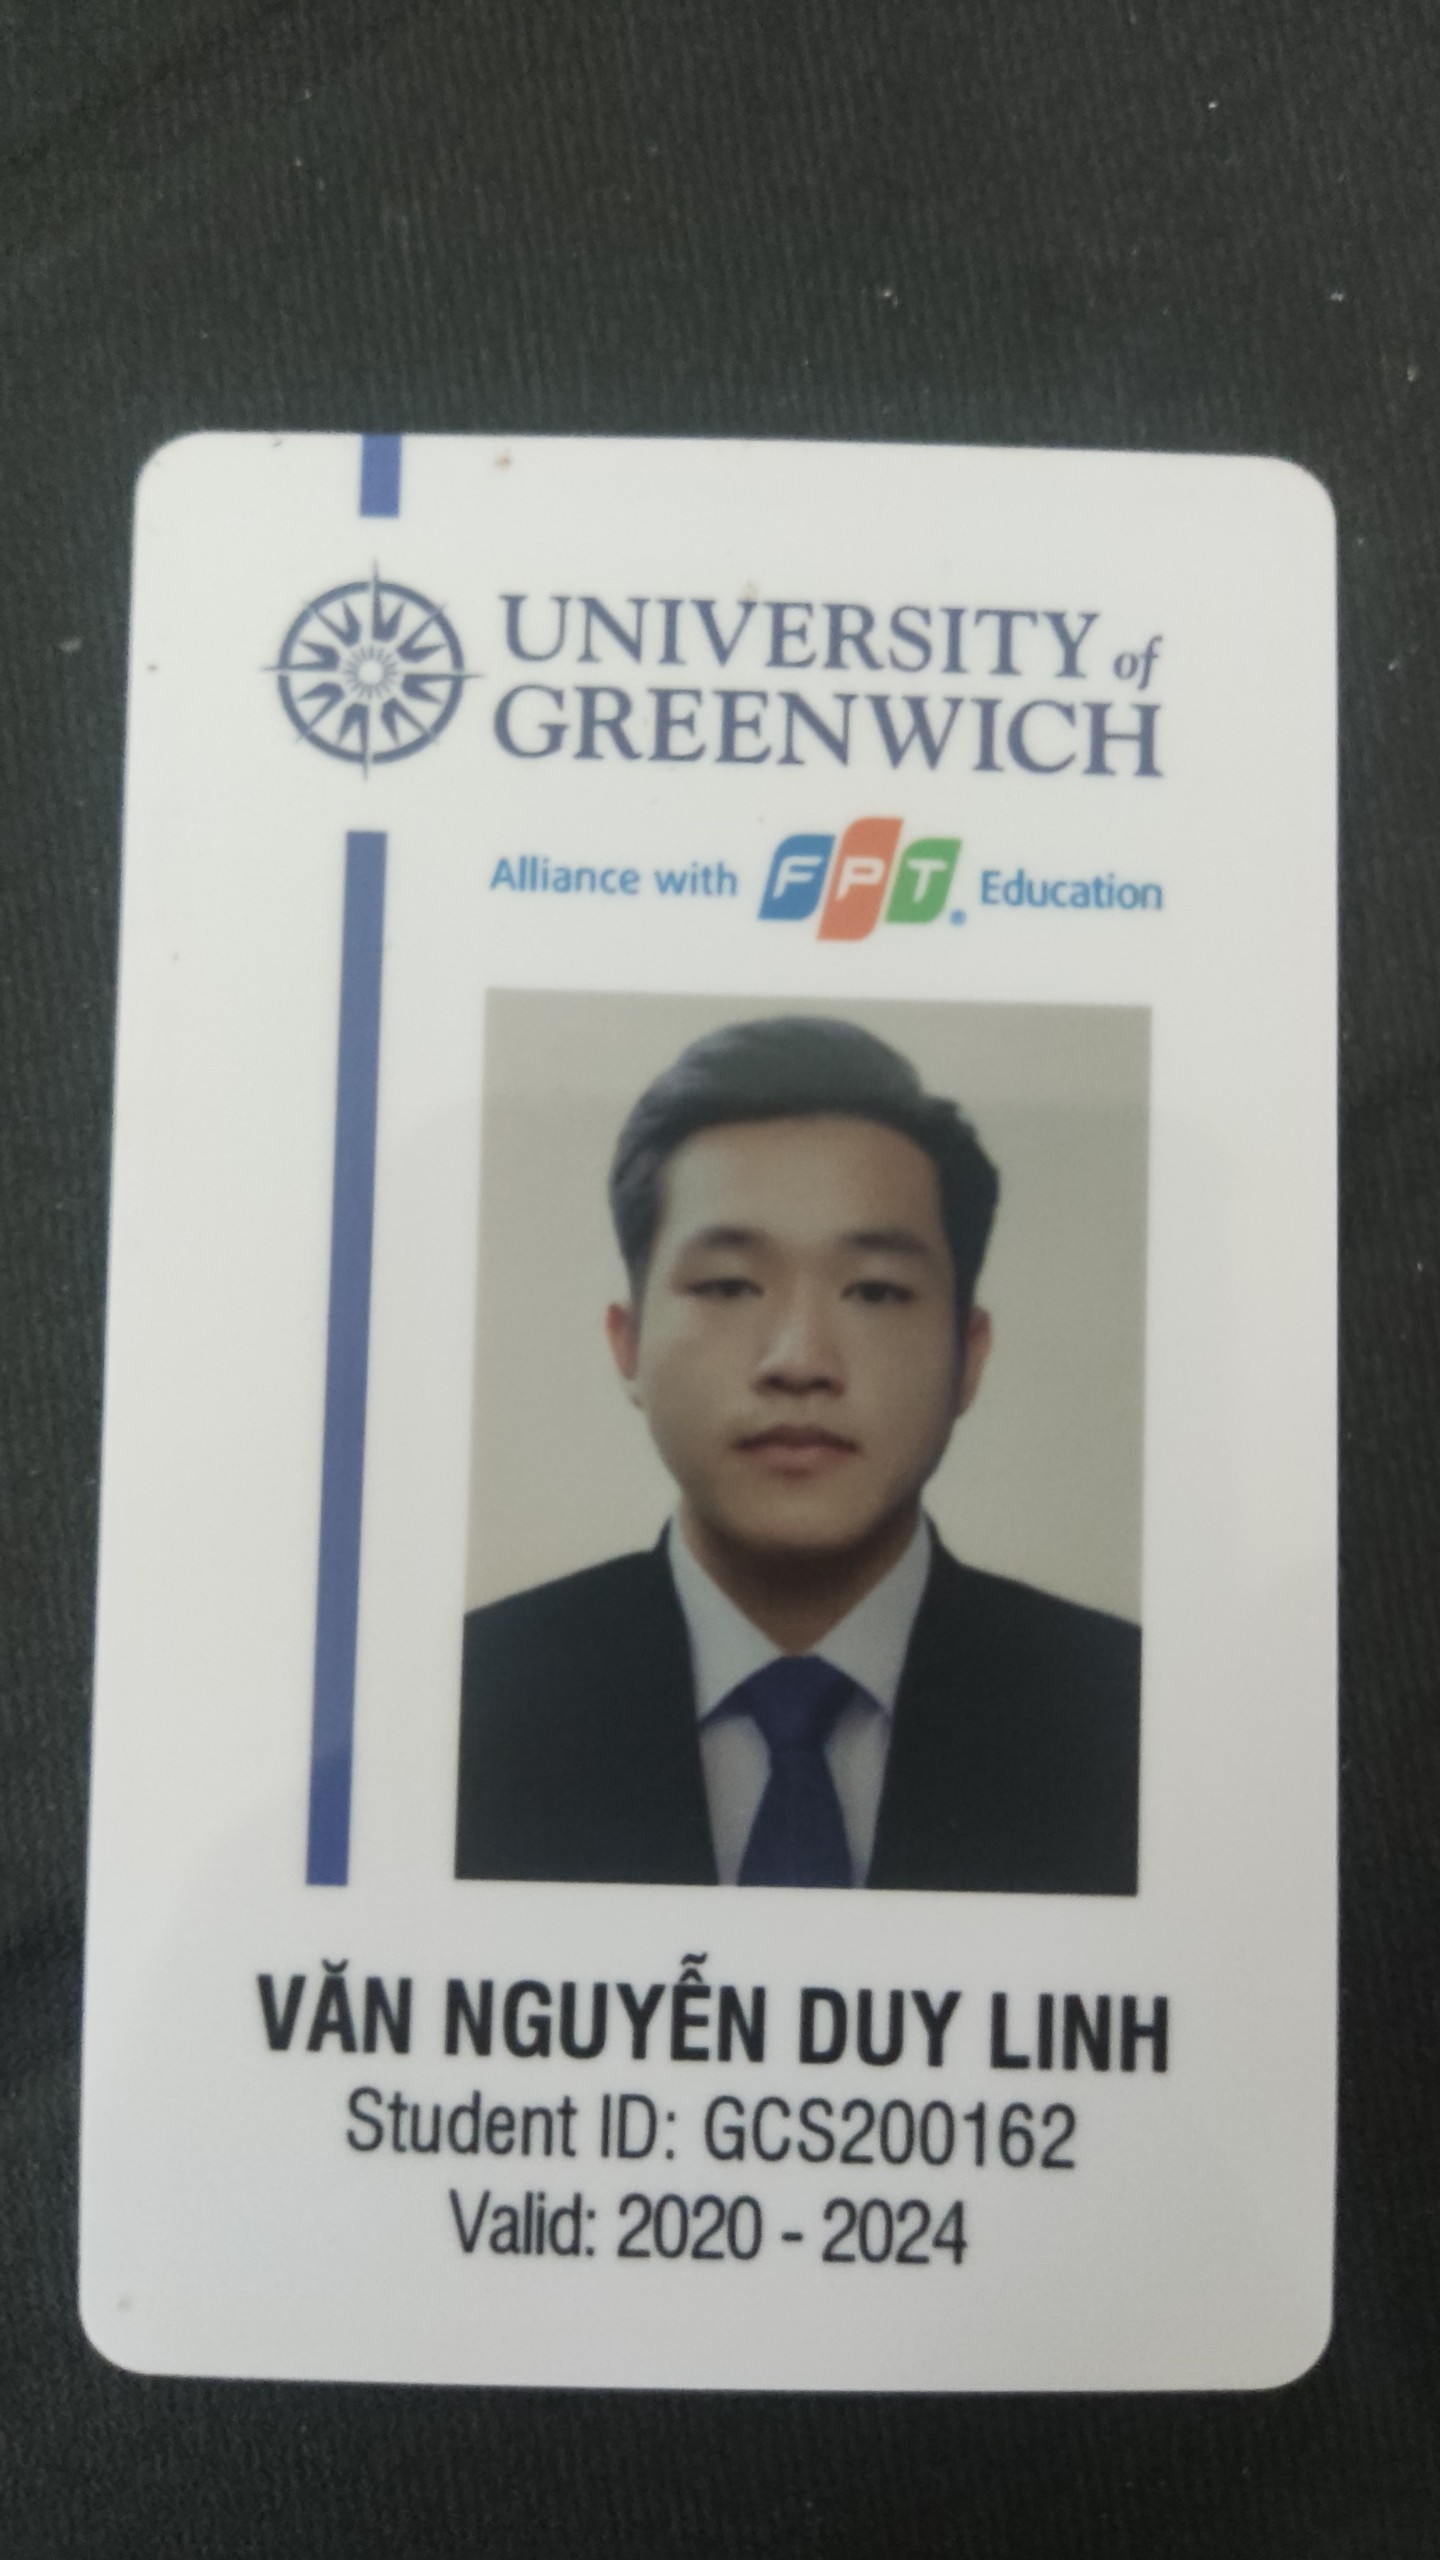 UNIVERSITY of
GREENWICH
Alliance with FPT Education
VĂN NGUYỄN DUY LINH
Student ID: GCS200162
Valid: 2020 - 2024